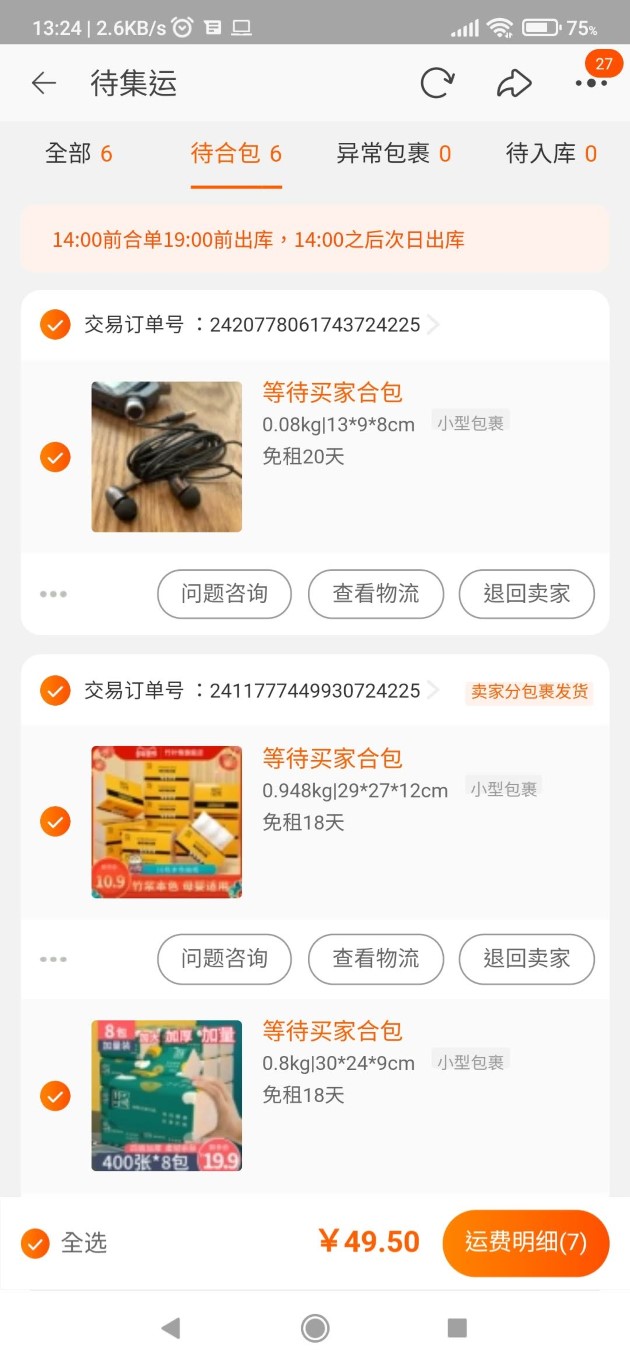 13:24 | 2.6KB/s
75%
待集运
27
全部 6
待合包 6
异常包裹 0
待入库 0
14:00前合单19:00前出库，14:00之后次日出库
交易订单号 ：2420778061743724225
等待买家合包
0.08kg|13*9*8cm 小型包裹
免租20天
问题咨询
查看物流
退回卖家
交易订单号 ：2411777449930724225
卖家分包裹发货
等待买家合包
0.948kg|29*27*12cm 小型包裹
免租18天
10.9
竹浆本色 母婴适用
问题咨询
查看物流
退回卖家
等待买家合包
0.8kg|30*24*9cm 小型包裹
免租18天
8包
加量装
加大 加厚 加量
400张*8包
19.9
全选
￥49.50
运费明细(7)